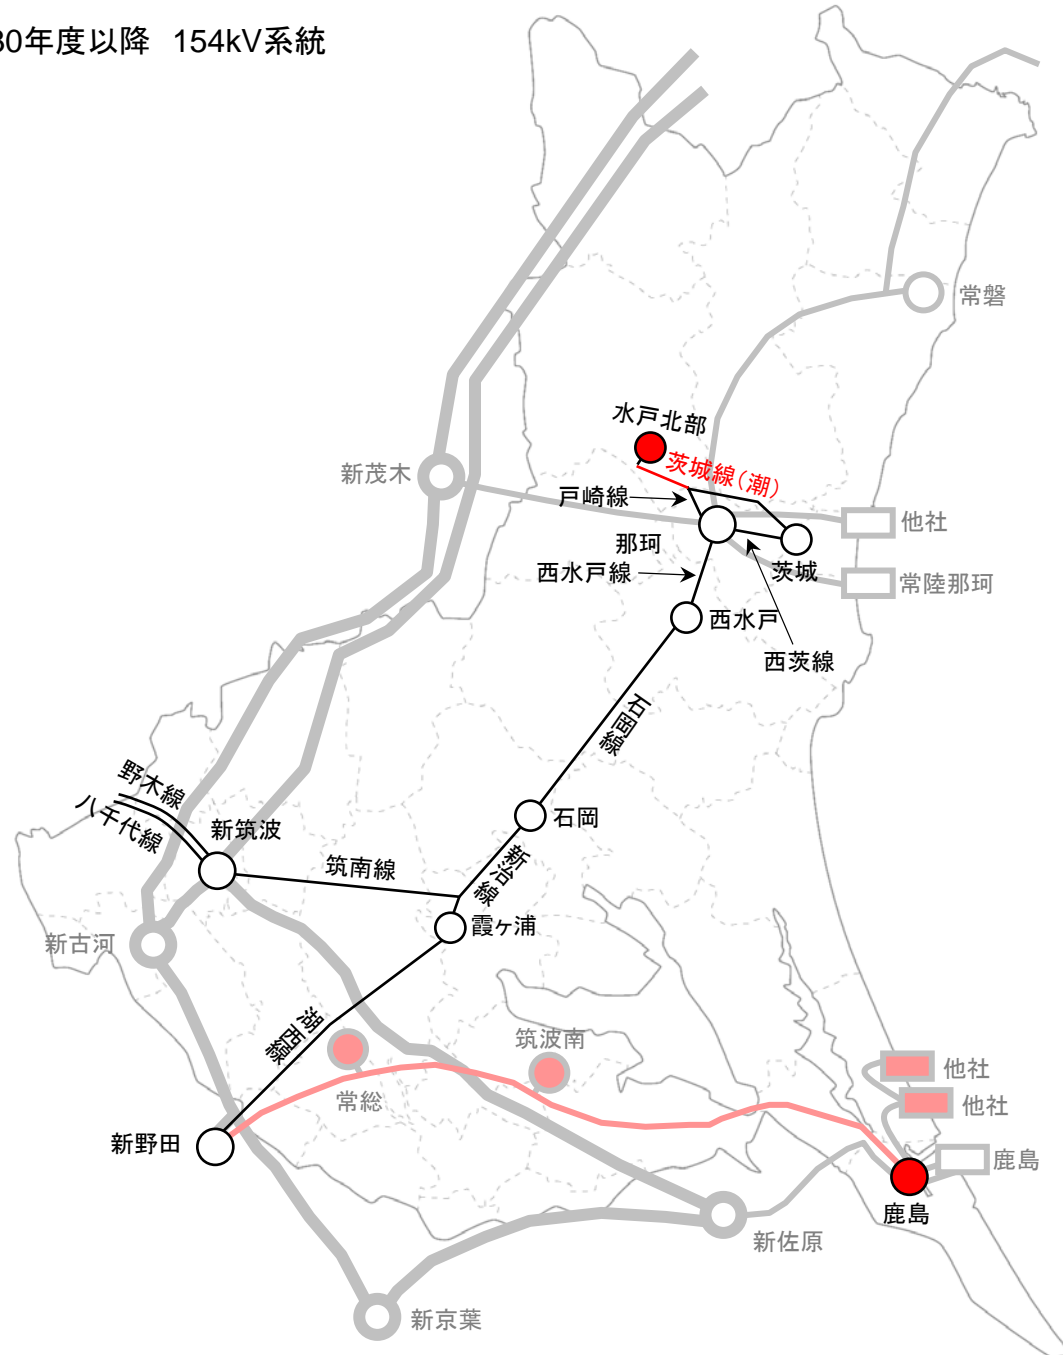 30年度以降 154kV系統
常磐
水戸北部
茨城線(潮)
新茂木
戸崎線
他社
那珂
茨城
西水戸線
常陸那珂
西水戸
西茨線
石岡線
野木線
八千代線
新筑波
石岡
筑南線
新治線
霞ヶ浦
新古河
湖西線
筑波南
他社
常総
他社
新野田
鹿島
鹿島
新佐原
新京葉